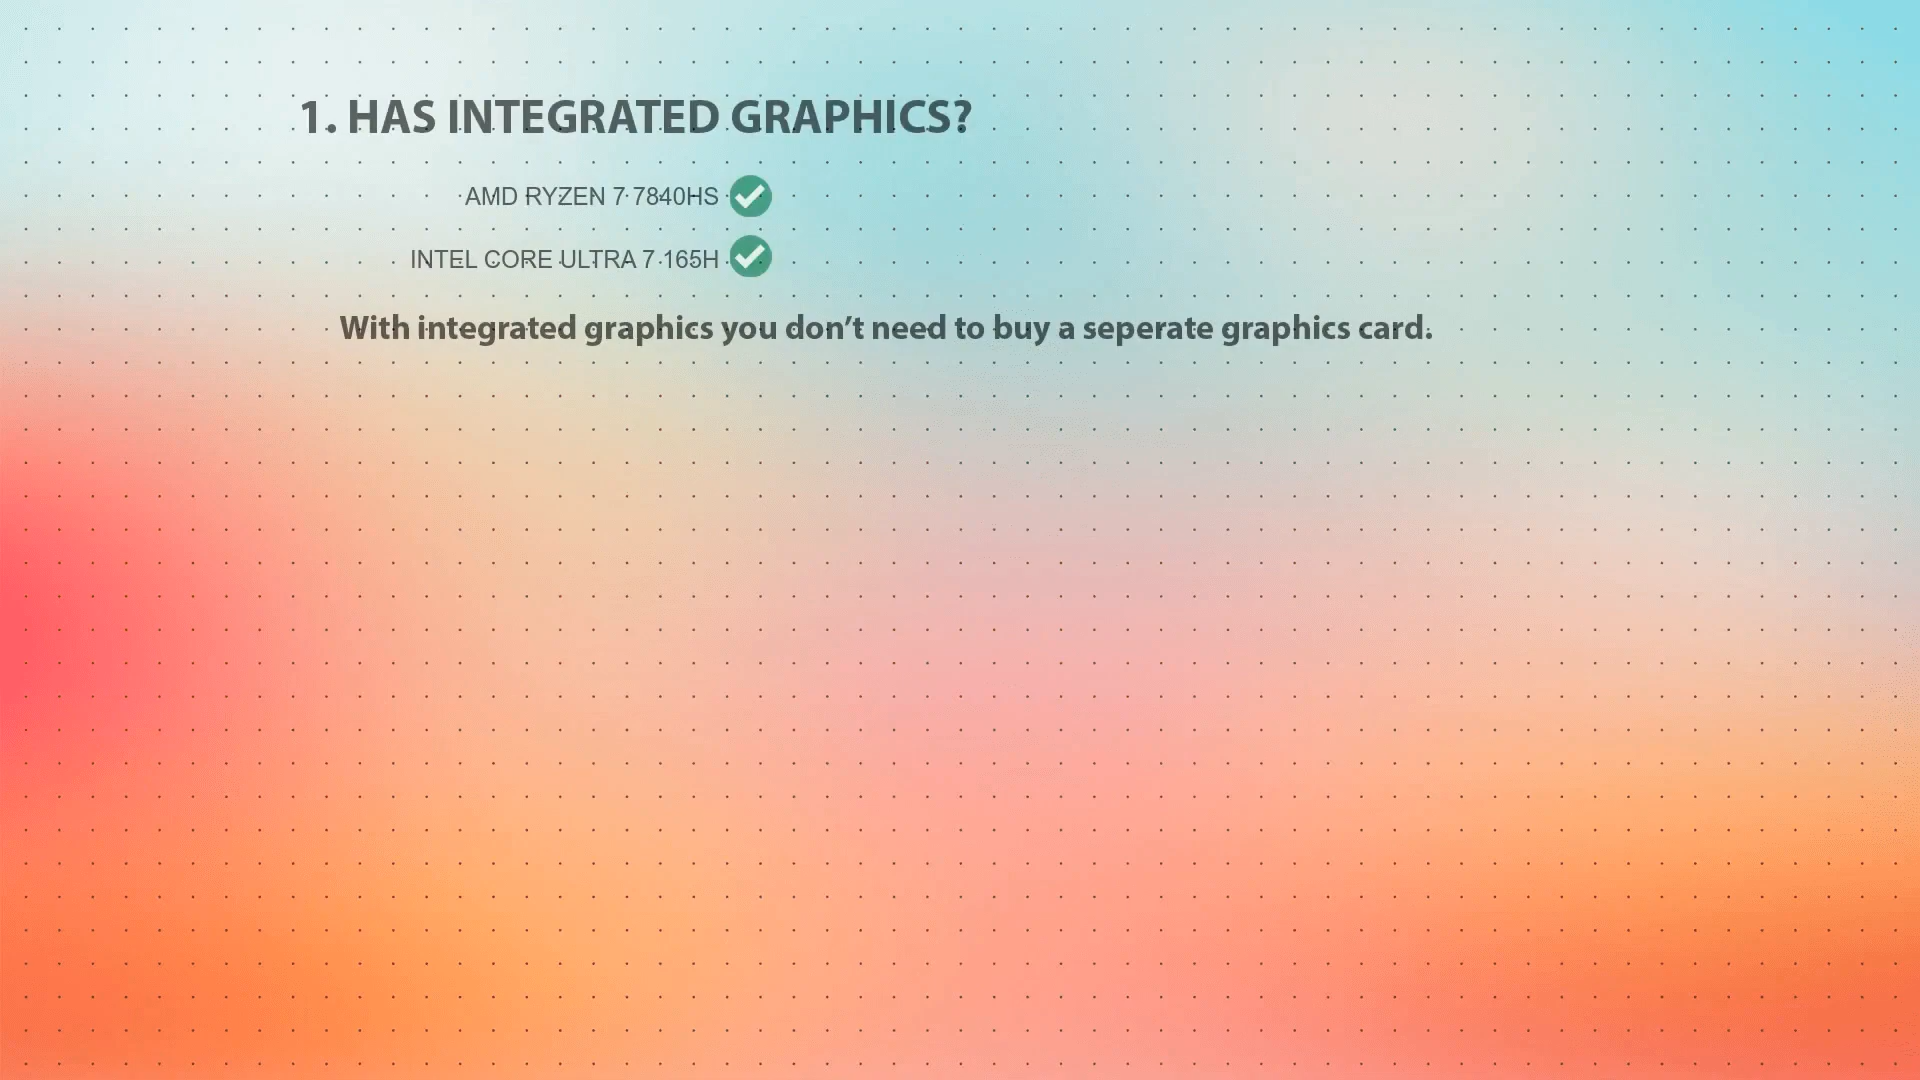 1. HAS INTEGRATED GRAPHICS?
AMD RYZEN 7 7840HS
INTEL CORE ULTRA 7 165H
With integrated graphics you don’t need to buy a seperate graphics card.